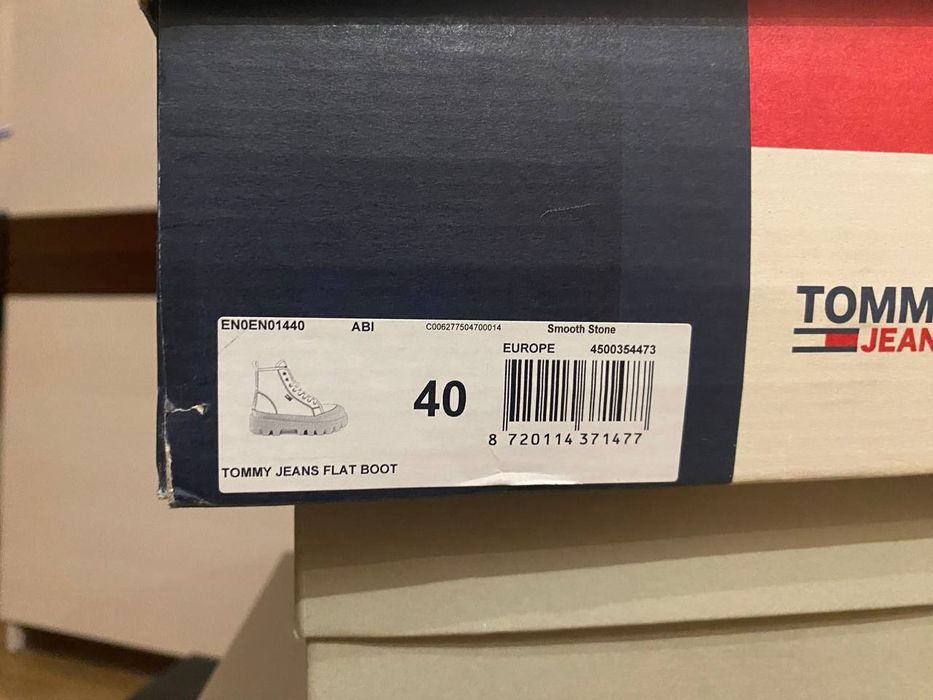 EN0EN01440 ABI C006277504700014 Smooth Stone
EUROPE 4500354473
40
8 720114 371477
TOMMY JEANS FLAT BOOT
TOMM
JEAN